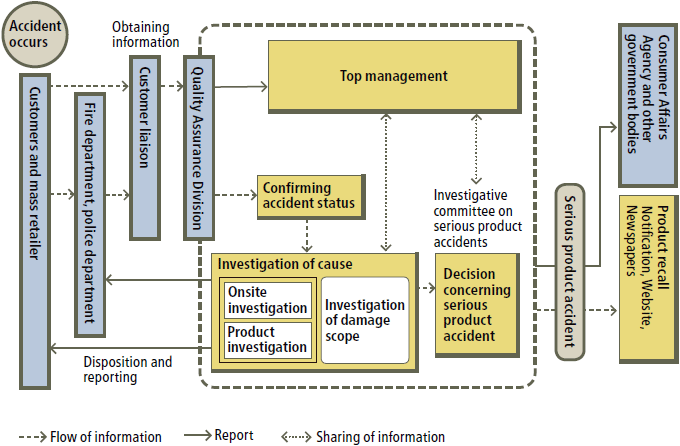 Accident
occurs
Obtaining
information
Customers and mass retailer
Fire department, police department
Customer liaison
Quality Assurance Division
Top management
Confirming
accident status
Investigation of cause
Onsite
investigation
Product
investigation
Investigation
of damage
scope
Investigative
committee on
serious product
accidents
Decision
concerning
serious
product
accident
Serious product accident
Consumer Affairs
Agency and other
government bodies
Product recall
Notification, Website,
Newspapers
Disposition and
reporting
Flow of information
Report
Sharing of information